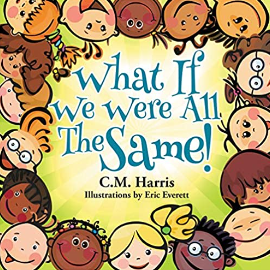 What If
We Were All
The Same!
C.M. Harris
Illustrations by Eric Everett